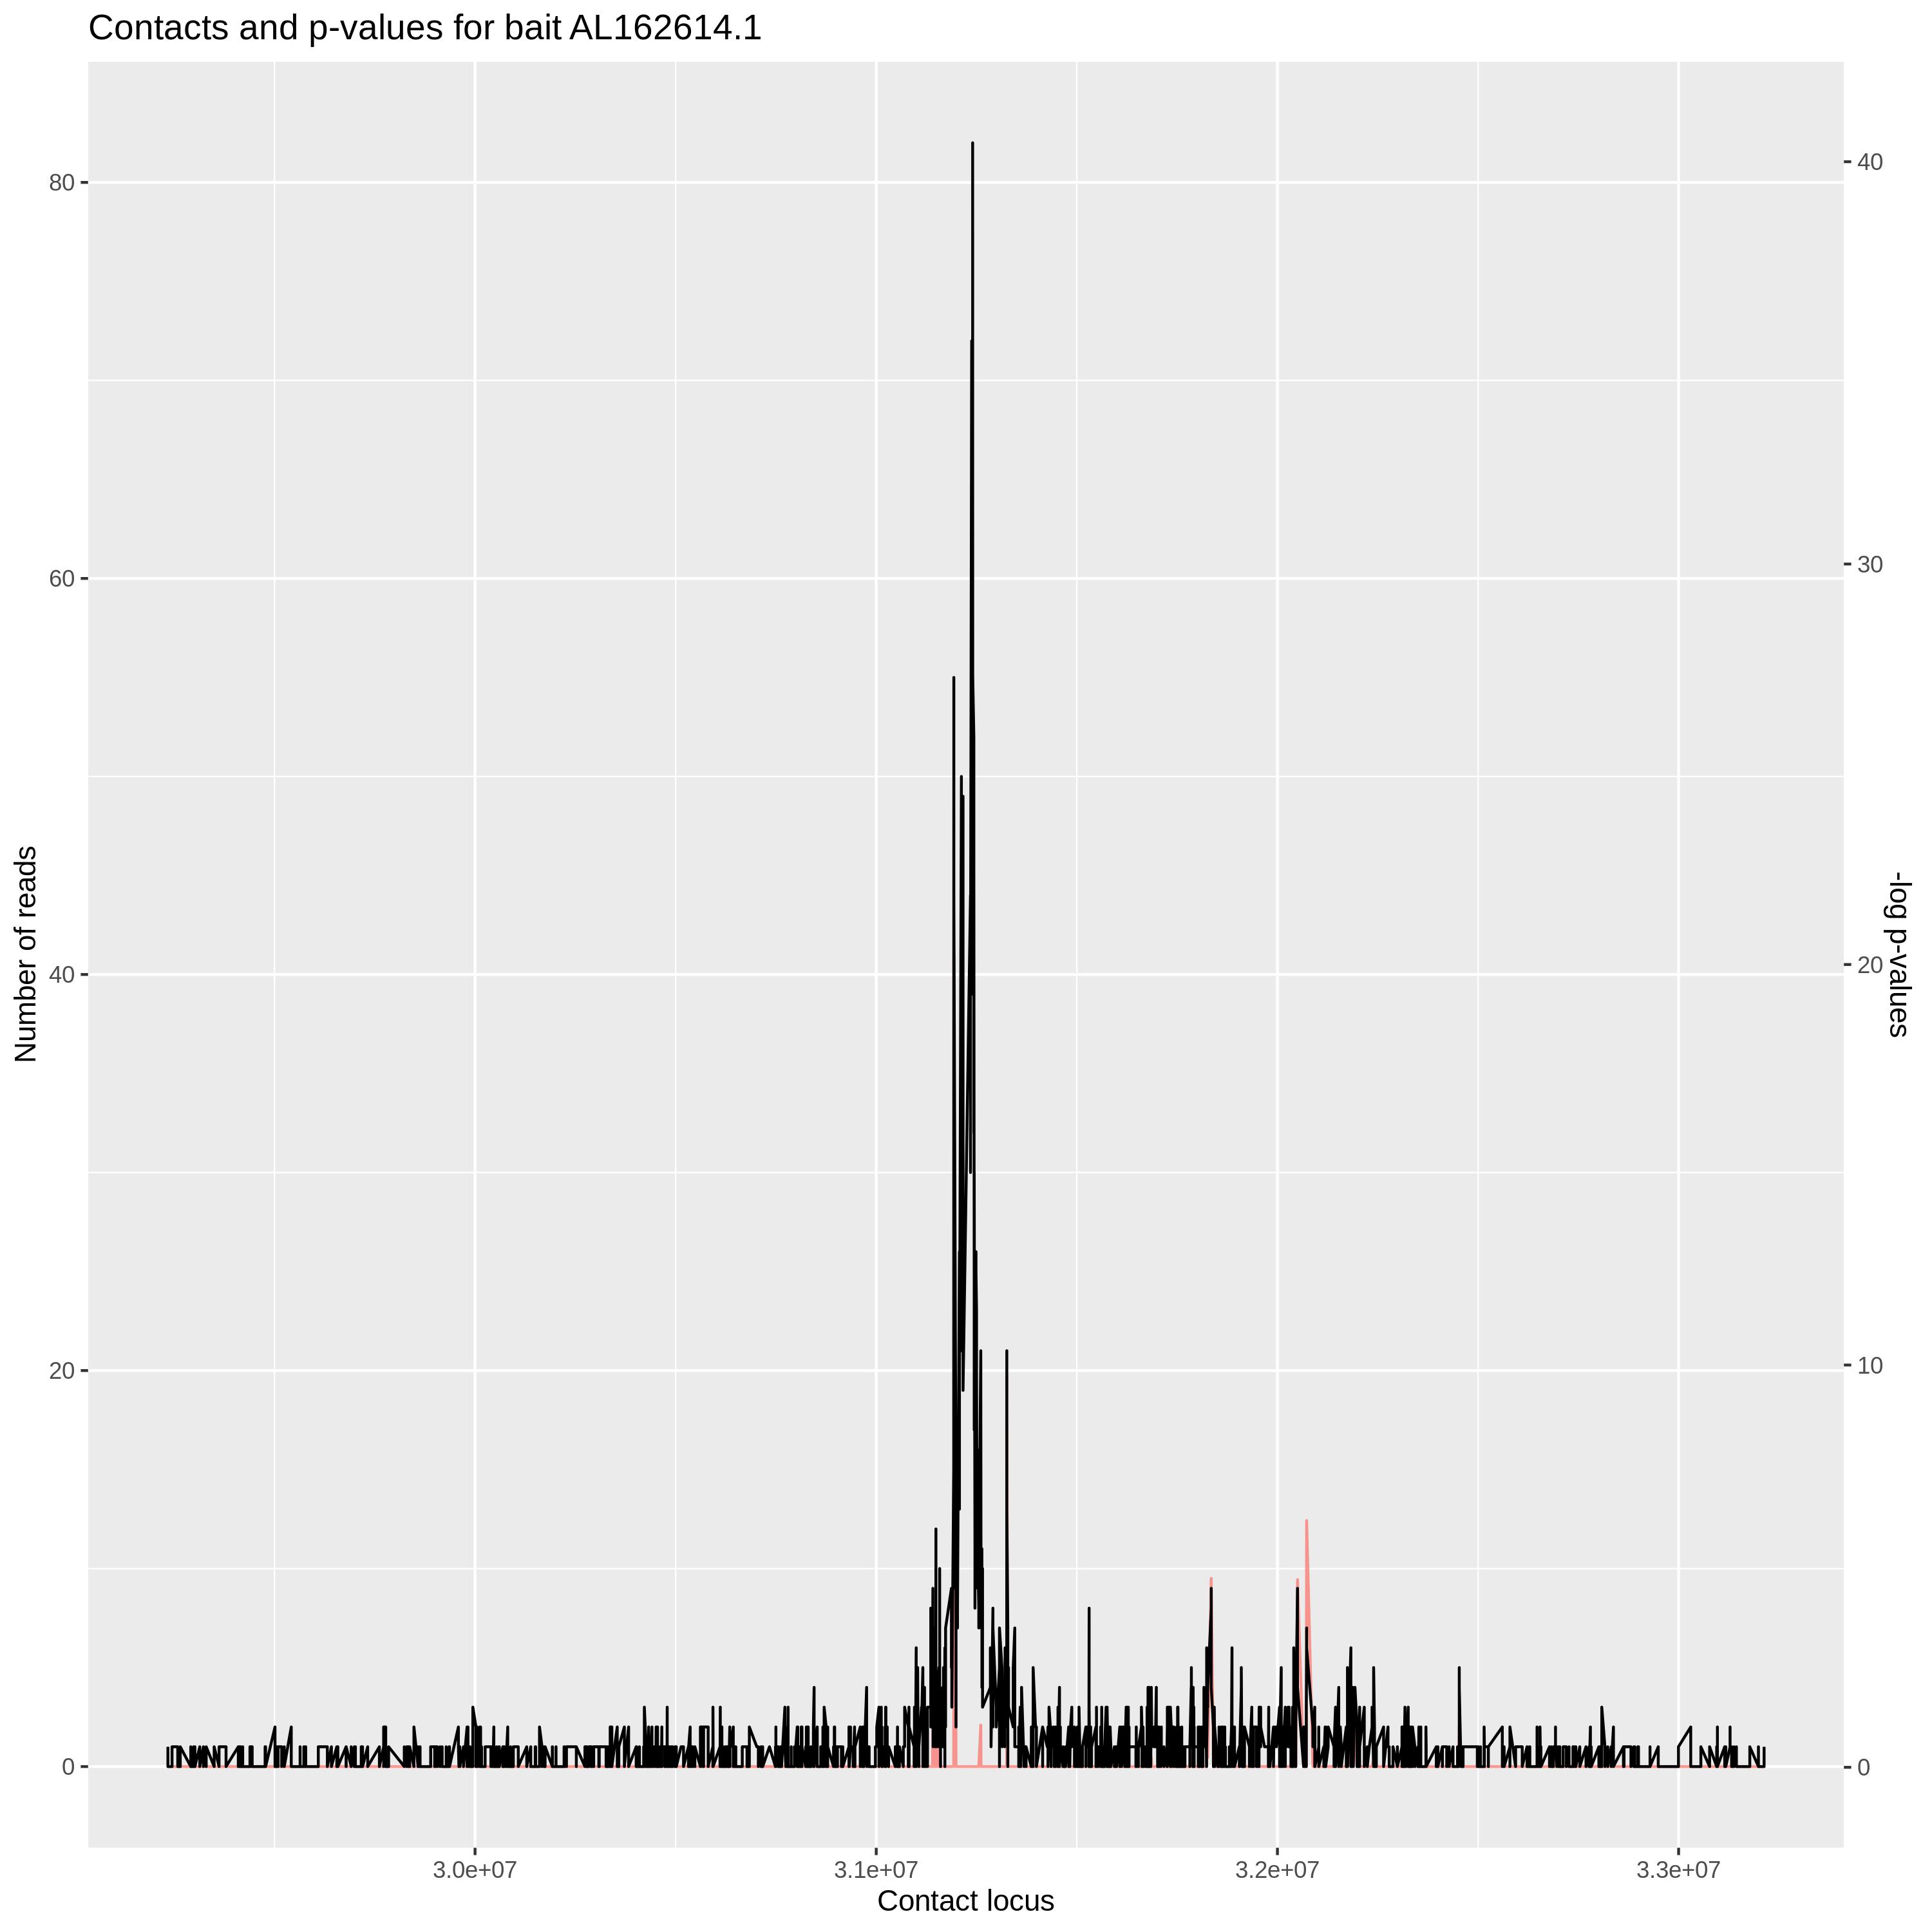 Contacts and p-values for bait AL162614.1
80
60
40
20
0
Number of reads
40
30
20
10
0
-log p-values
3.0e+07
3.1e+07
3.2e+07
3.3e+07
Contact locus